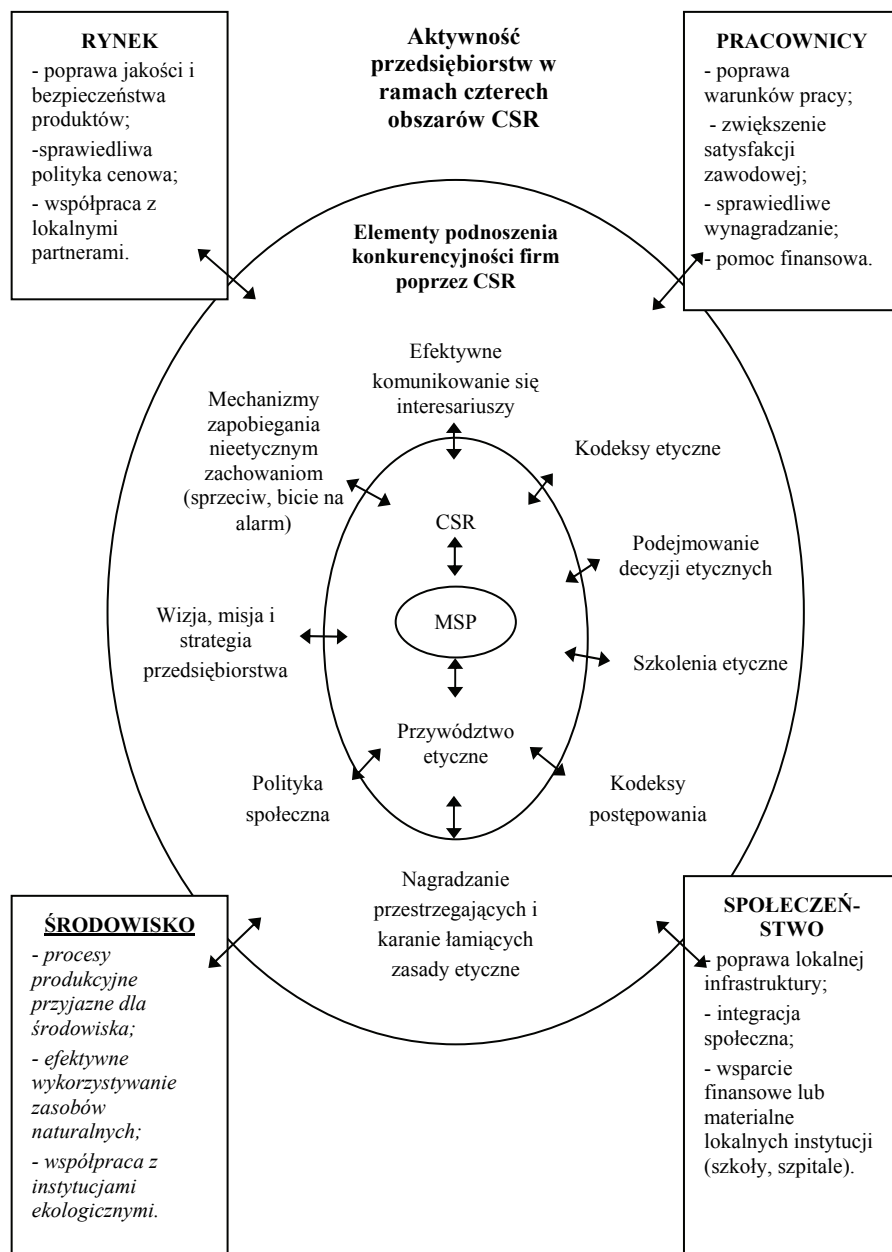 RYNEK
- poprawa jakości i
bezpieczeństwa
produktów;
-sprawiedliwa
polityka cenowa;
- współpraca z
lokalnymi
partnerami.
Aktywność
przedsiębiorstw w
ramach czterech
obszarów CSR
PRACOWNICY
- poprawa
warunków pracy;
- zwiększenie
satysfakcji
zawodowej;
- sprawiedliwe
wynagradzanie;
- pomoc finansowa.
Elementy podnoszenia
konkurencyjności firm
poprzez CSR
Efektywne
komunikowanie się
interesariuszy
Mechanizmy
zapobiegania
nieetycznym
zachowaniom
(sprzeciw, bicie na
alarm)
Kodeksy etyczne
CSR
Podejmowanie
decyzji etycznych
MSP
Wizja, misja i
strategia
przedsiębiorstwa
Szkolenia etyczne
Przywództwo
etyczne
Polityka
społeczna
Kodeksy
postępowania
Nagradzanie
przestrzegających i
karanie łamiących
zasady etyczne
ŚRODOWISKO
- procesy
produkcyjne
przyjazne dla
środowiska;
- efektywne
wykorzystywanie
zasobów
naturalnych;
- współpraca z
instytucjami
ekologicznymi.
SPOŁECZEŃ-
STWO
- poprawa lokalnej
infrastruktury;
- integracja
społeczna;
- wsparcie
finansowe lub
materialne
lokalnych instytucji
(szkoły, szpitale).